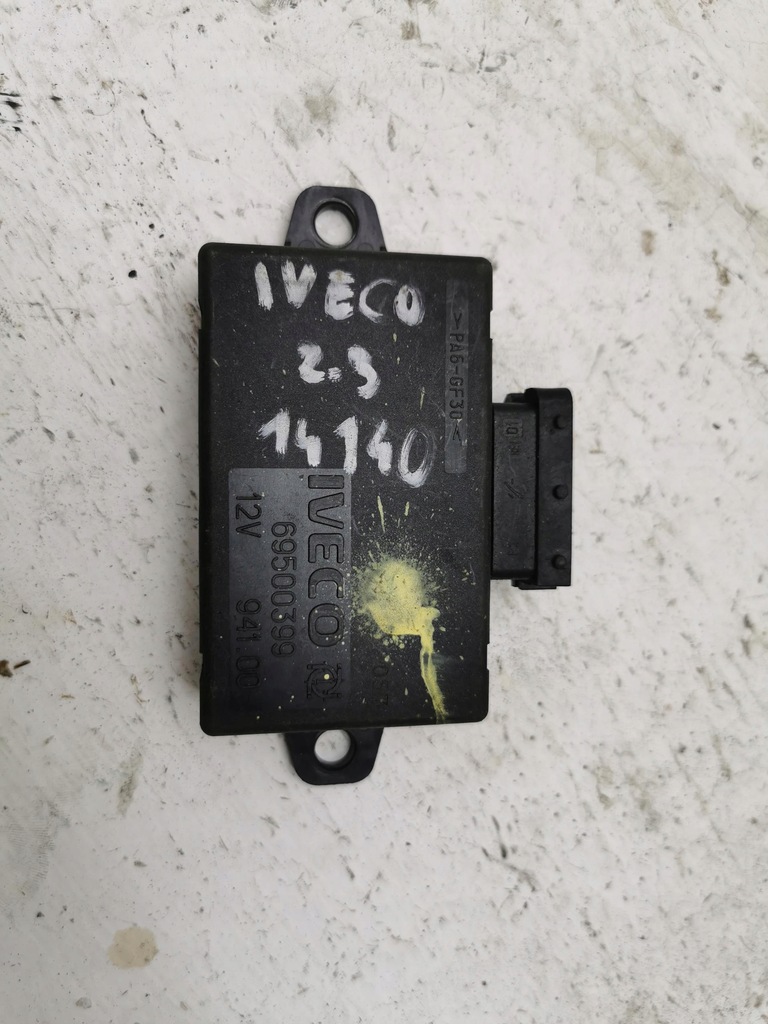 IVECO
2.3
14140
>PA6-GF30<
IVECO
69500399
12V 941.00